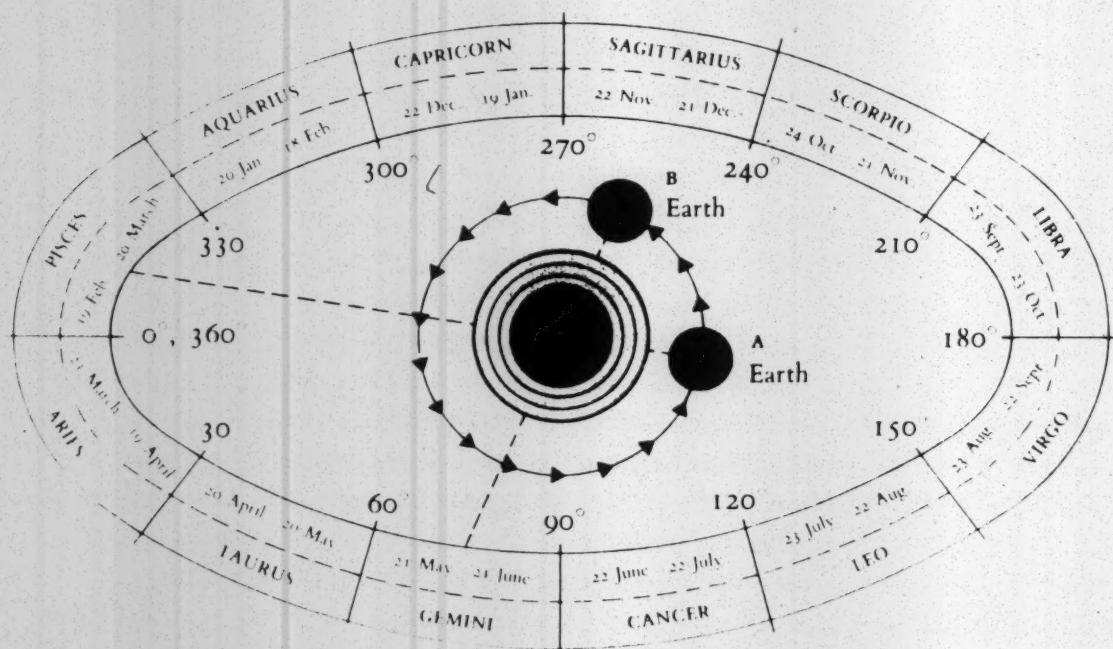 CAPRICORN
22 Dec. 19 Jan.
SAGITTARIUS
22 Nov. 21 Dec.
SCORPIO
24 Oct 21 Nov.
LIBRA
23 Sept 23 Oct
VIRGO
23 Aug 22 Sept
LEO
23 July 22 Aug
CANCER
22 June 22 July
GEMINI
21 May 21 June
TAURUS
20 April 20 May
ARIES
21 March 19 April
PISCES
19 Feb. 20 March
AQUARIUS
20 Jan 18 Feb.
270°
240°
210°
180°
150°
120°
90°
60°
30
0°, 360°
330
300°
B
Earth
A
Earth